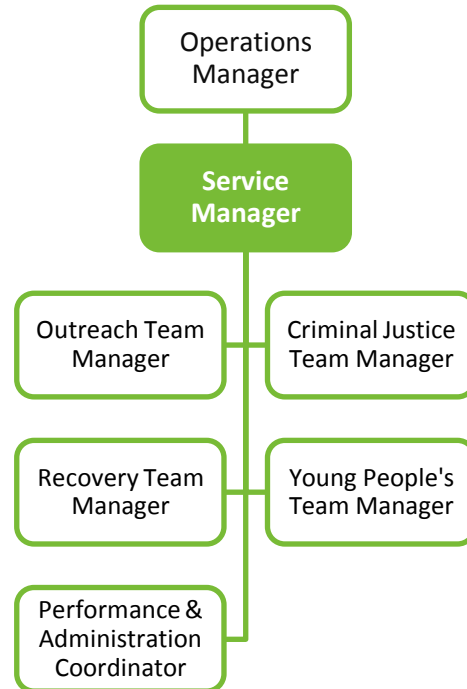 Operations
Manager
Service
Manager
Outreach Team
Manager
Criminal Justice
Team Manager
Recovery Team
Manager
Young People's
Team Manager
Performance &
Administration
Coordinator